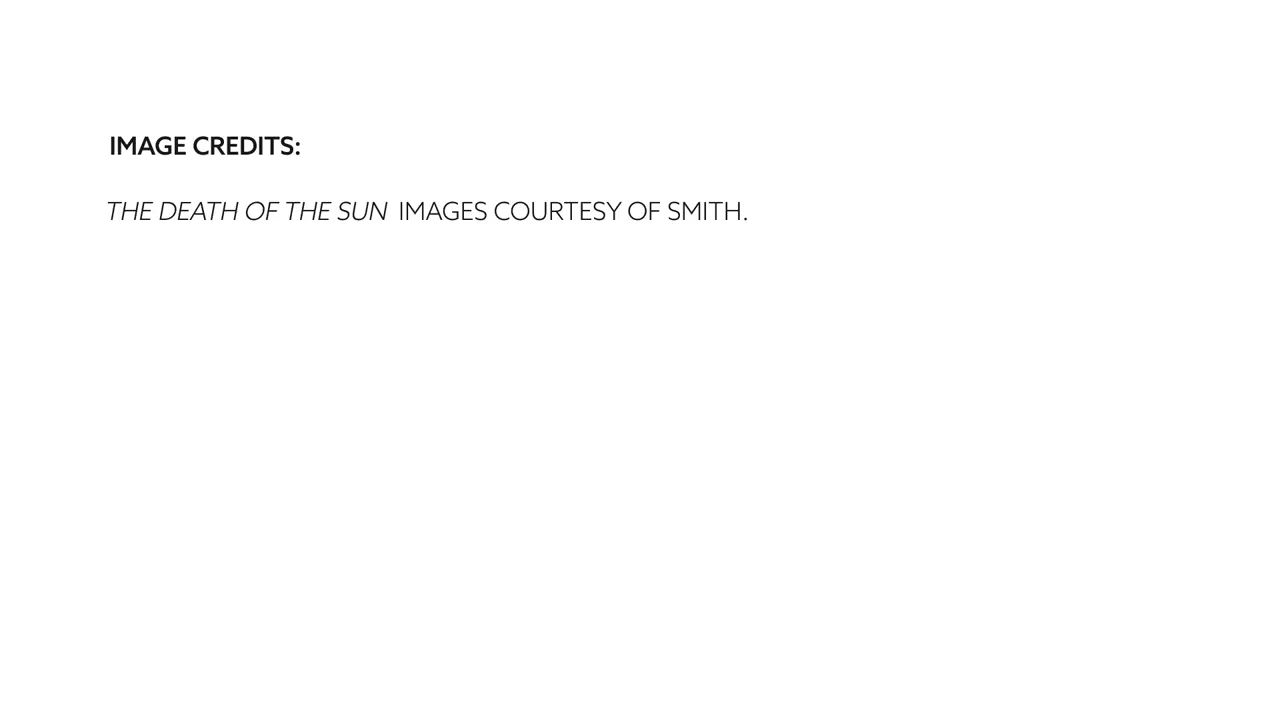 IMAGE CREDITS:
THE DEATH OF THE SUN IMAGES COURTESY OF SMITH.